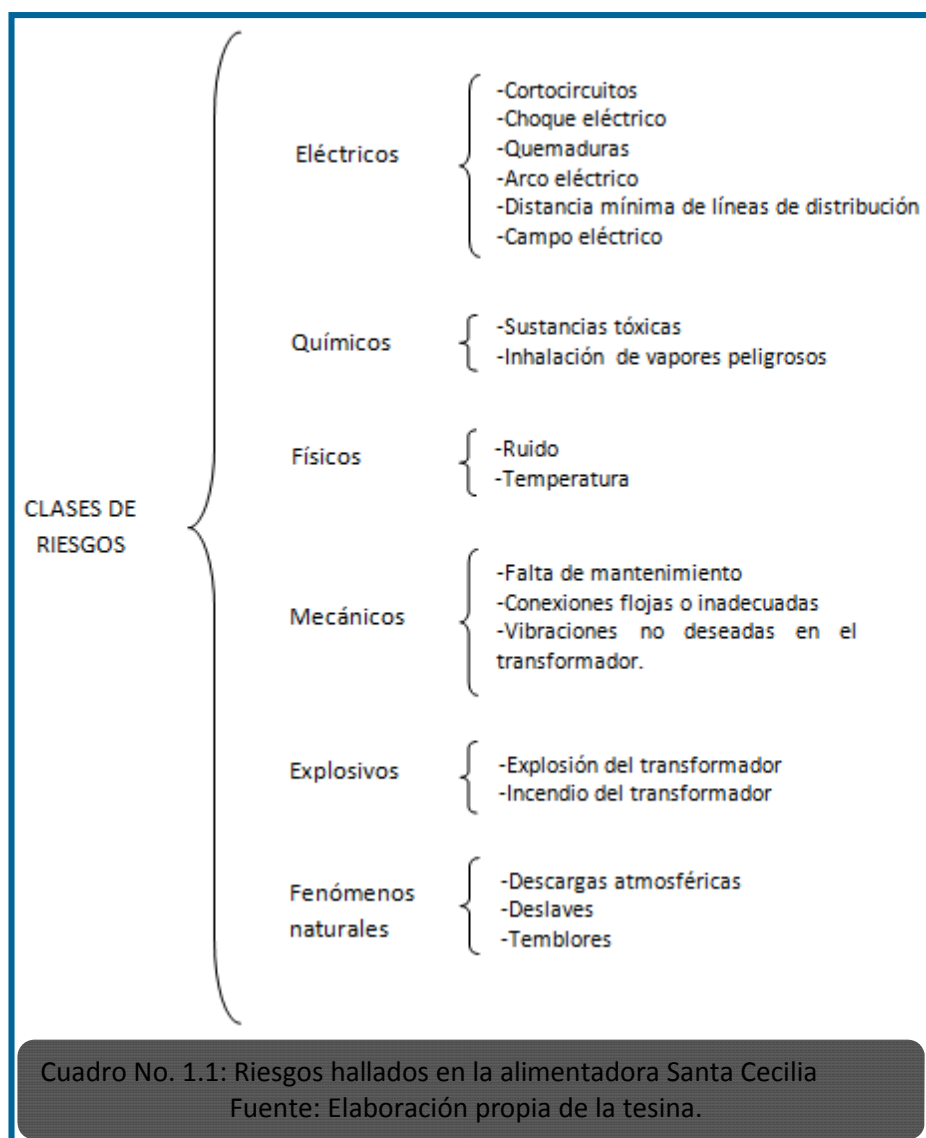 CLASES DE
RIESGOS
Eléctricos
-Cortocircuitos
-Choque eléctrico
-Quemaduras
-Arco eléctrico
-Distancia mínima de líneas de distribución
-Campo eléctrico
Químicos
-Sustancias tóxicas
-Inhalación de vapores peligrosos
Físicos
-Ruido
-Temperatura
Mecánicos
-Falta de mantenimiento
-Conexiones flojas o inadecuadas
-Vibraciones no deseadas en el
transformador.
Explosivos
-Explosión del transformador
-Incendio del transformador
Fenómenos
naturales
-Descargas atmosféricas
-Deslaves
-Temblores
Cuadro No. 1.1: Riesgos hallados en la alimentadora Santa Cecilia
Fuente: Elaboración propia de la tesina.